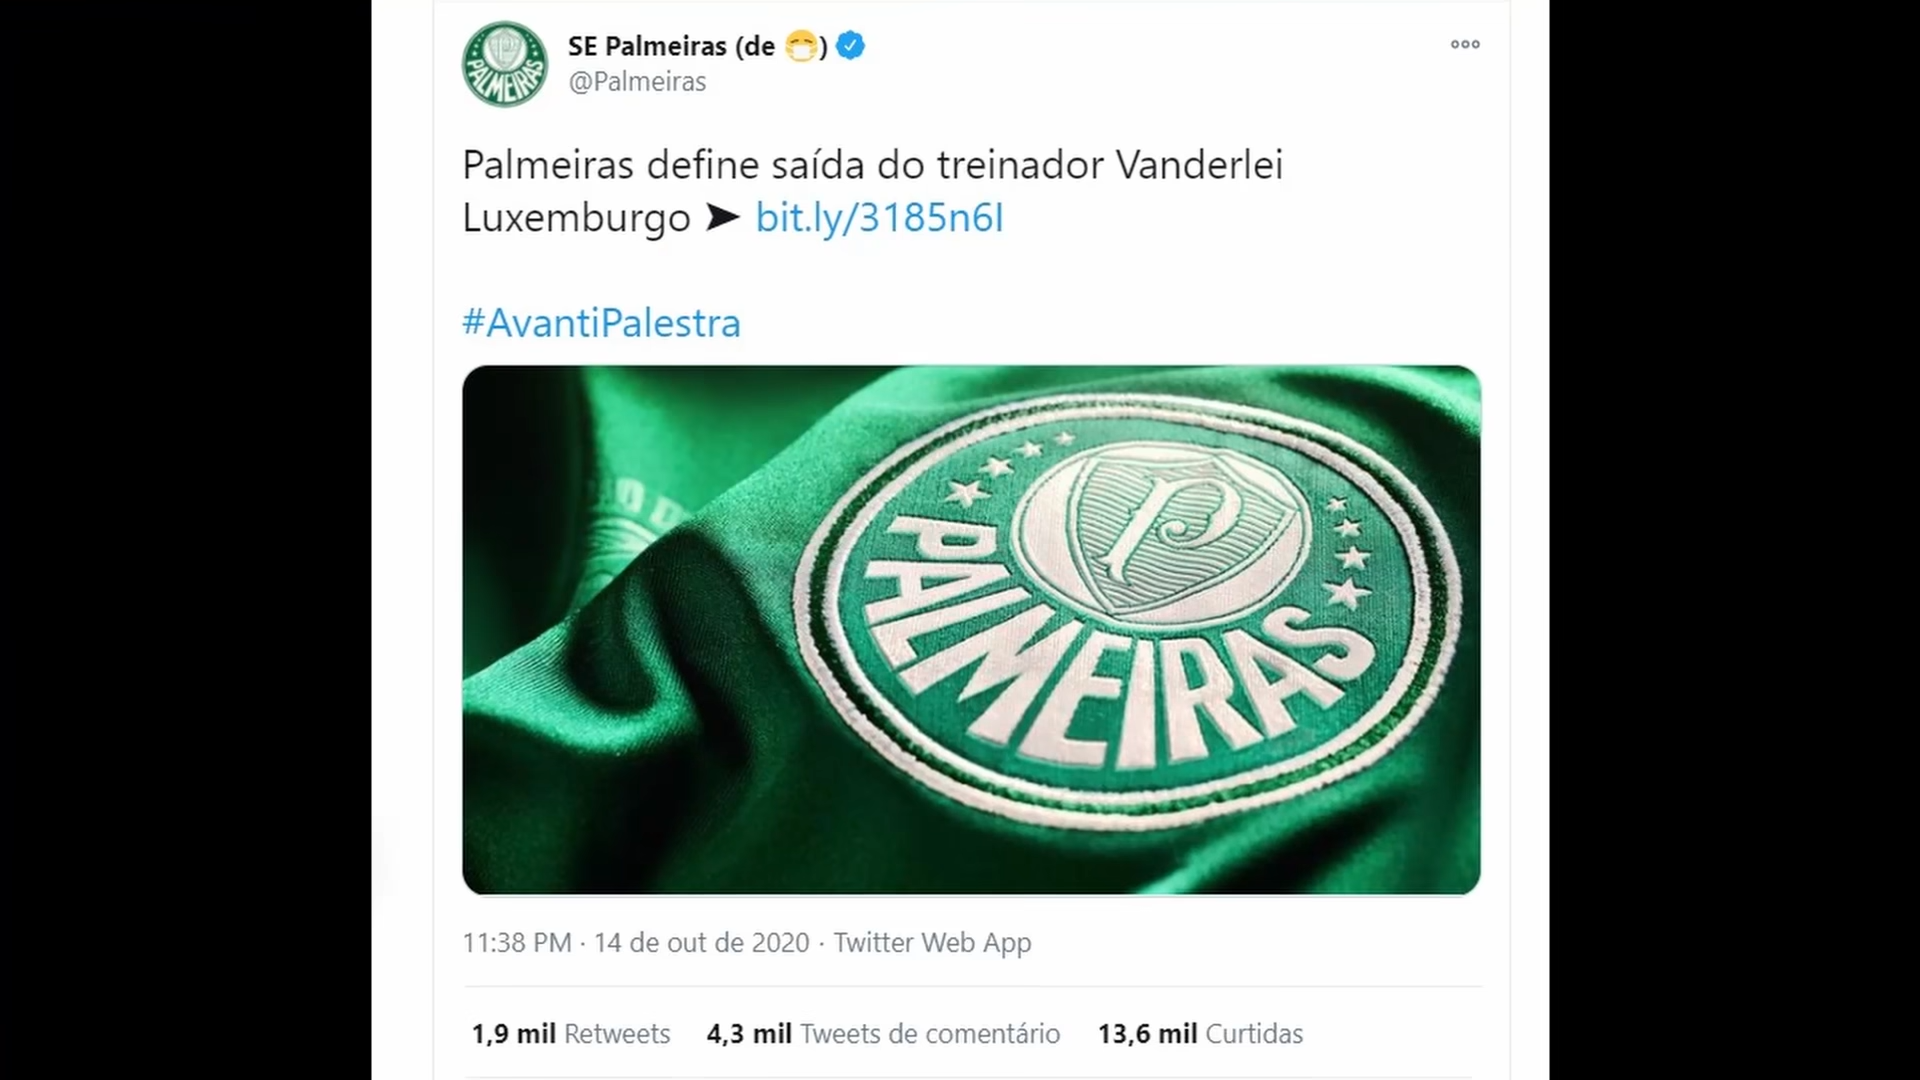 SE Palmeiras (de 😷)
@Palmeiras
Palmeiras define saída do treinador Vanderlei
Luxemburgo ➤ bit.ly/3185n6I
#AvantiPalestra
P
PALMEIRAS
11:38 PM · 14 de out de 2020 · Twitter Web App
1,9 mil Retweets 4,3 mil Tweets de comentário 13,6 mil Curtidas